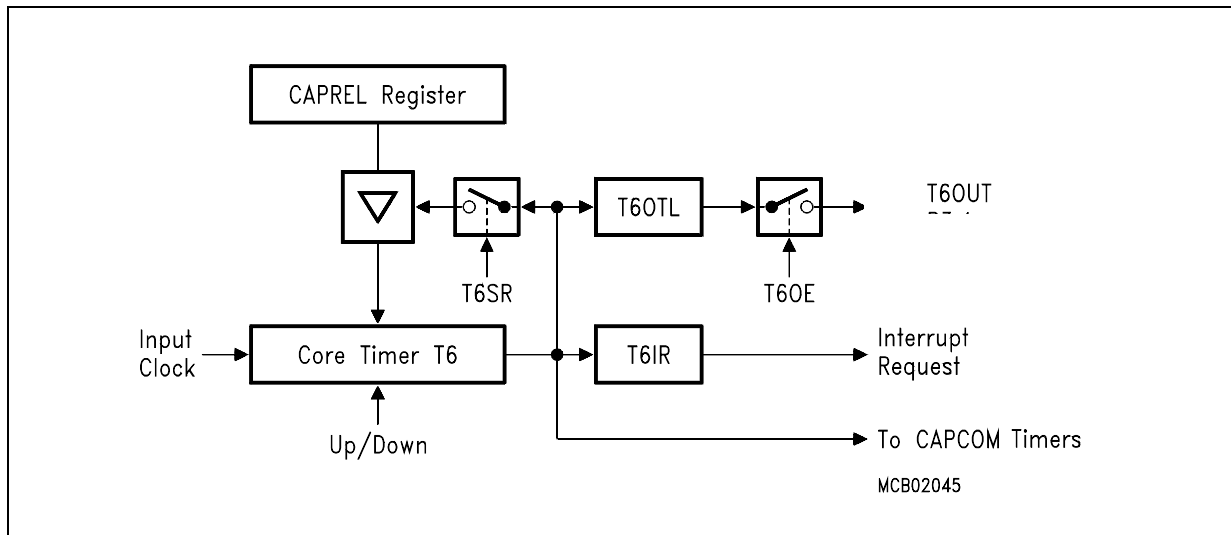 CAPREL Register
T6OTL
T6OUT
T6SR
T6OE
Input
Clock
Core Timer T6
T6IR
Interrupt
Request
Up/Down
To CAPCOM Timers
MCB02045